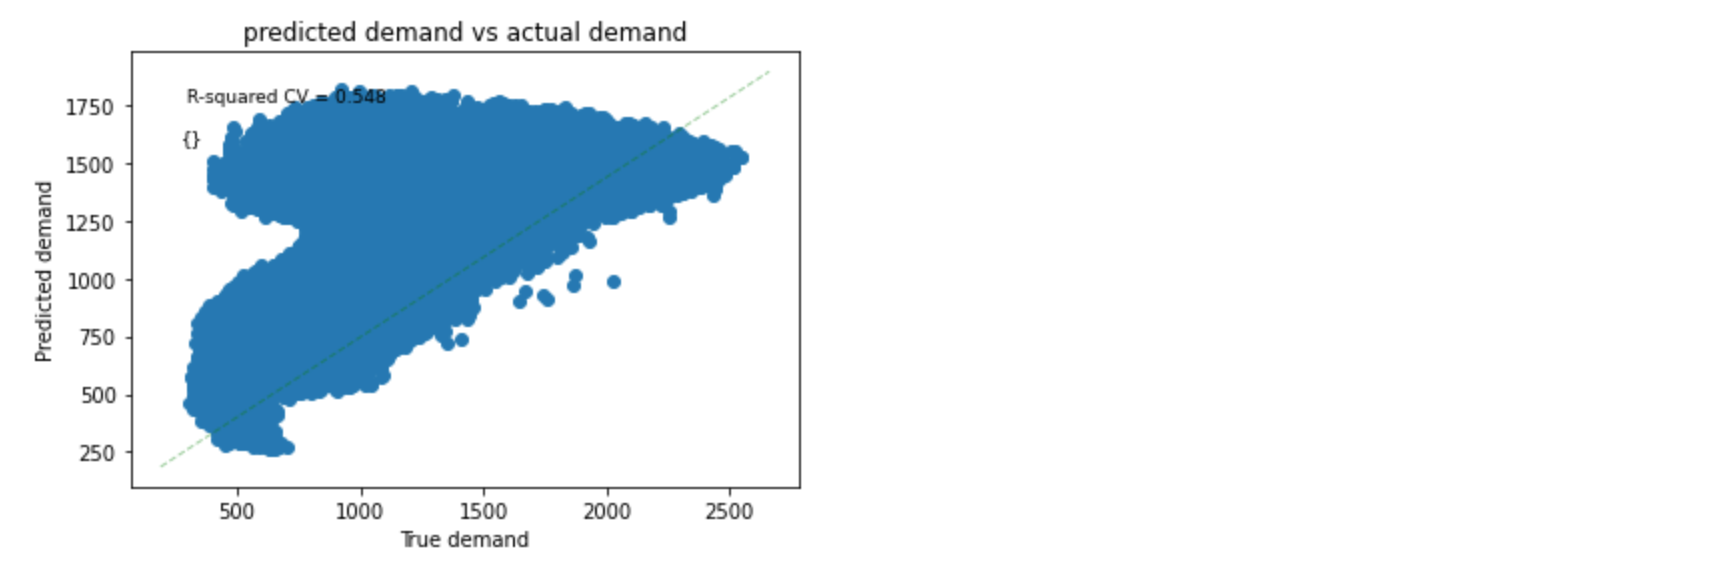 predicted demand vs actual demand
R-squared CV = 0.548
{}
1750
1500
1250
1000
750
500
250
Predicted demand
500 1000 1500 2000 2500
True demand